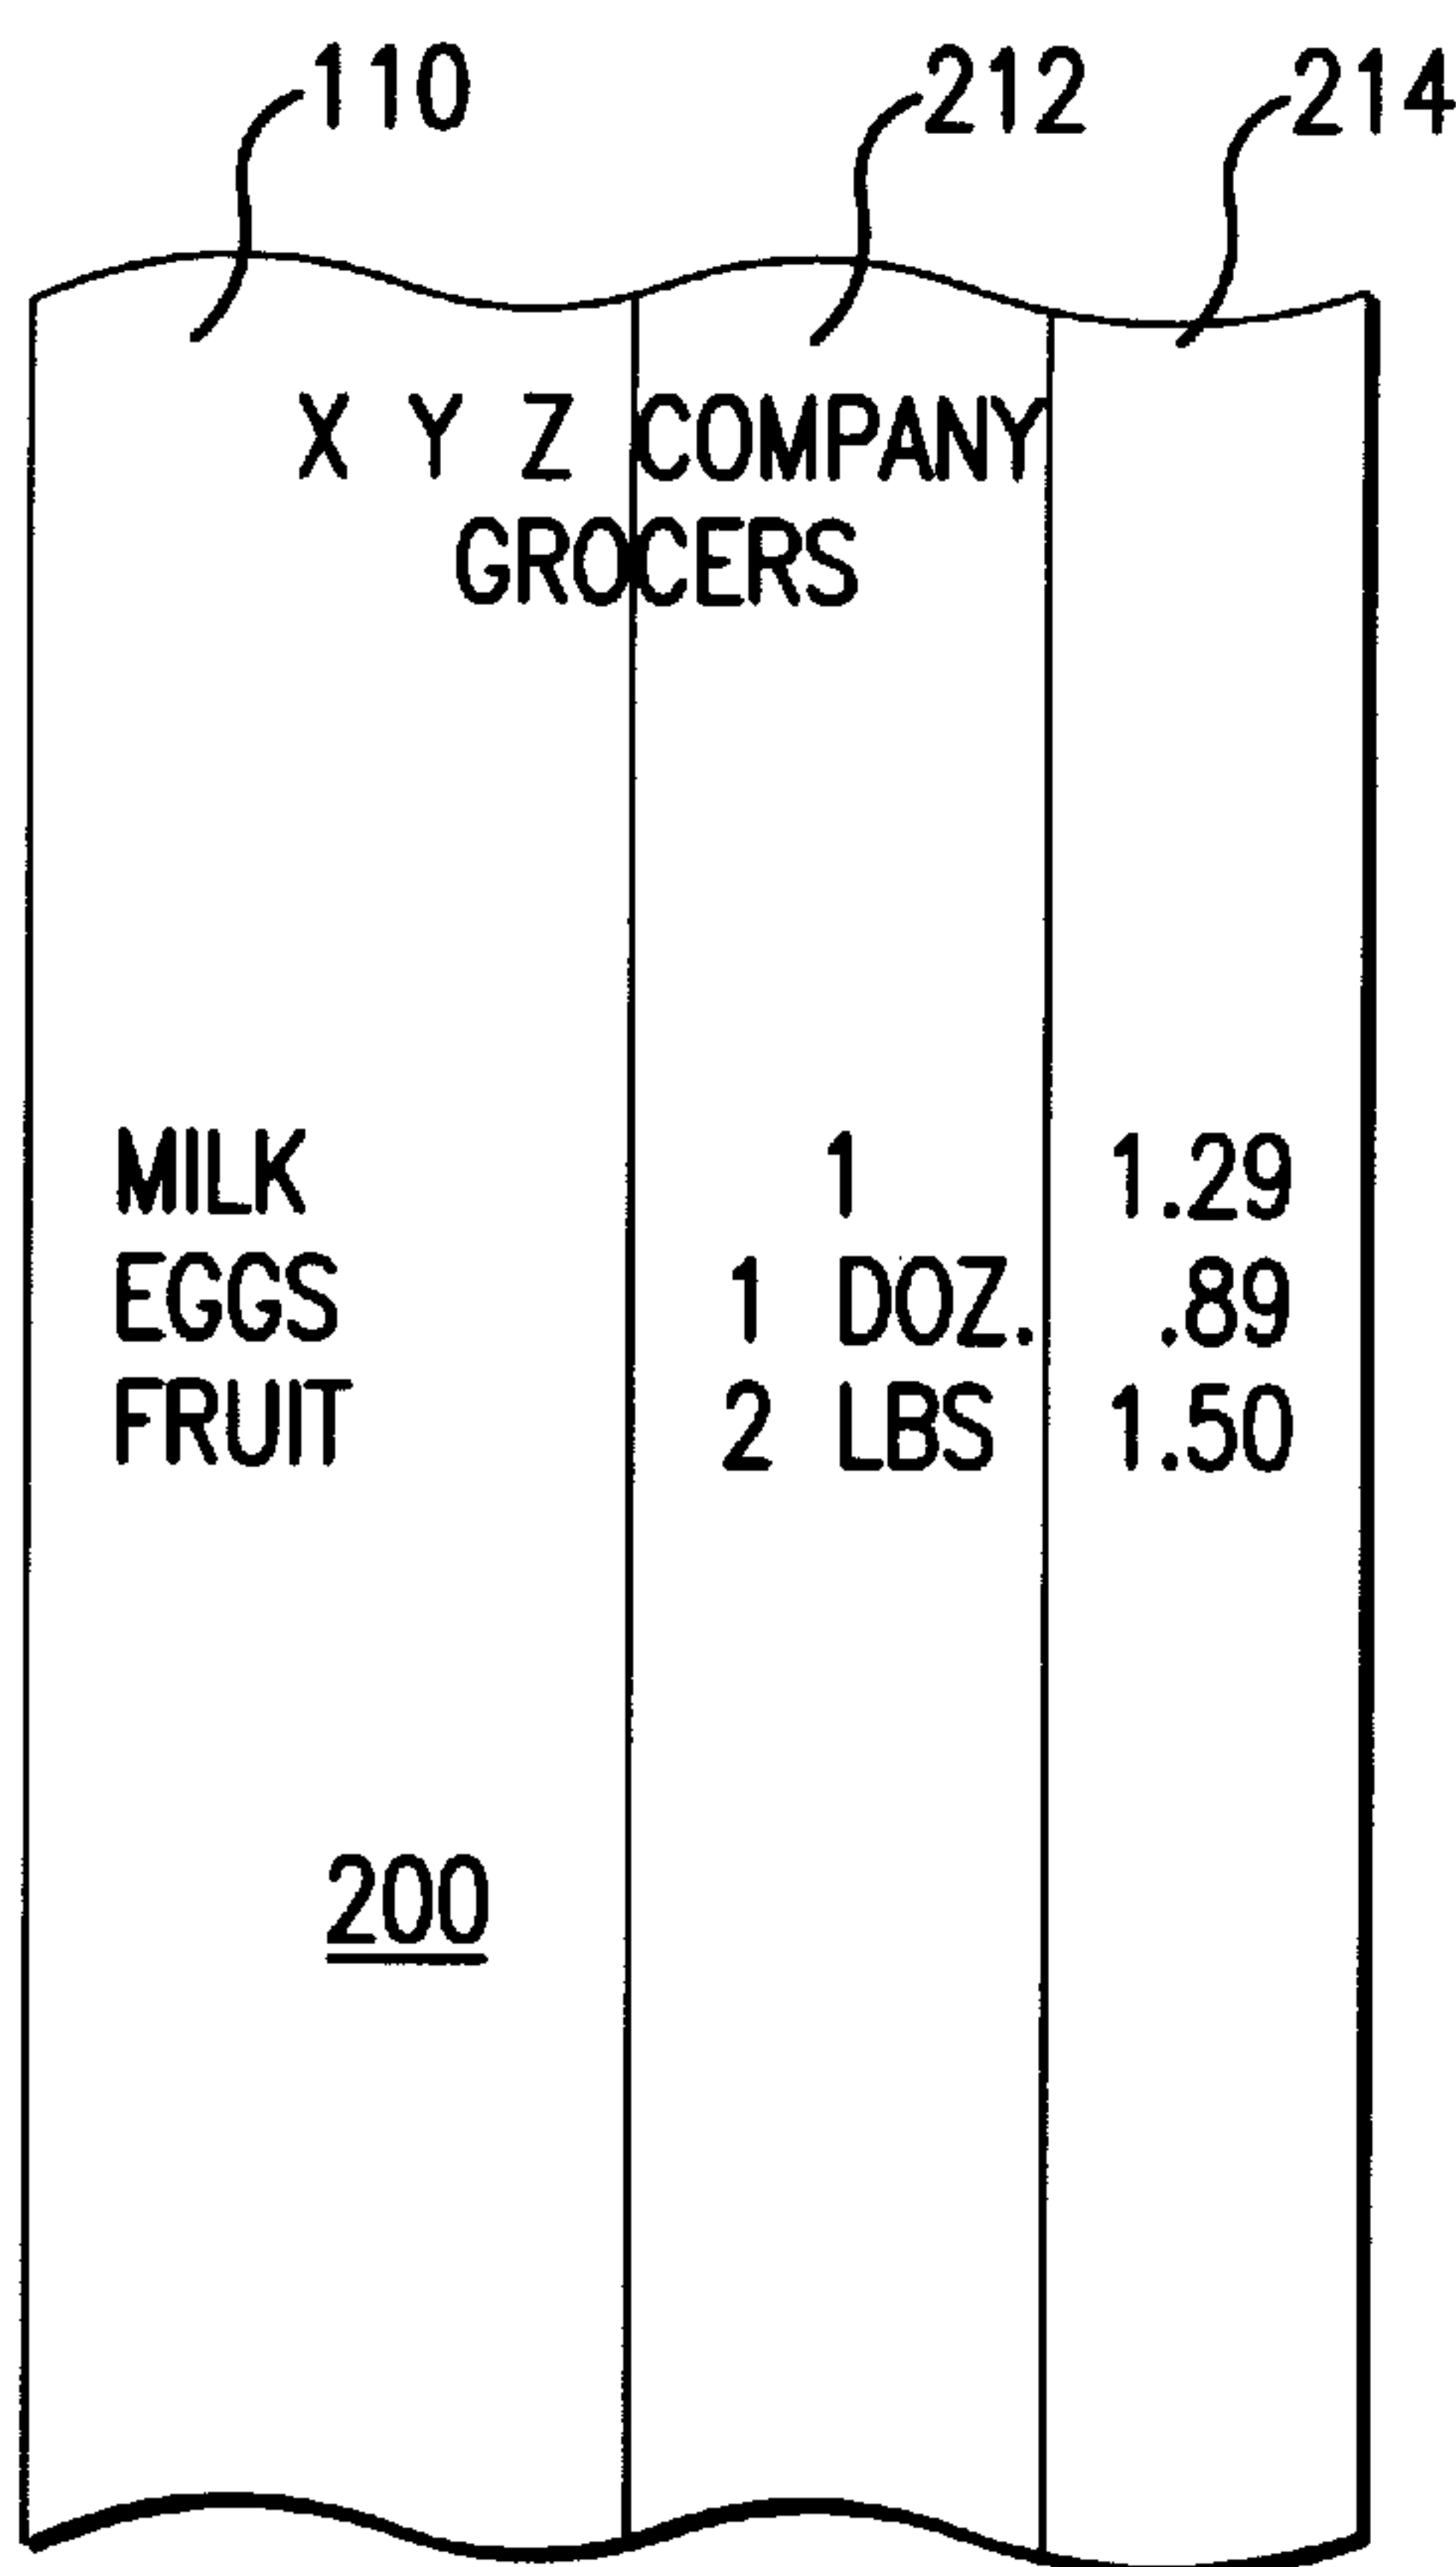 110 212 214
X Y Z COMPANY
GROCERS
MILK 1 1.29
EGGS 1 DOZ. .89
FRUIT 2 LBS 1.50
200